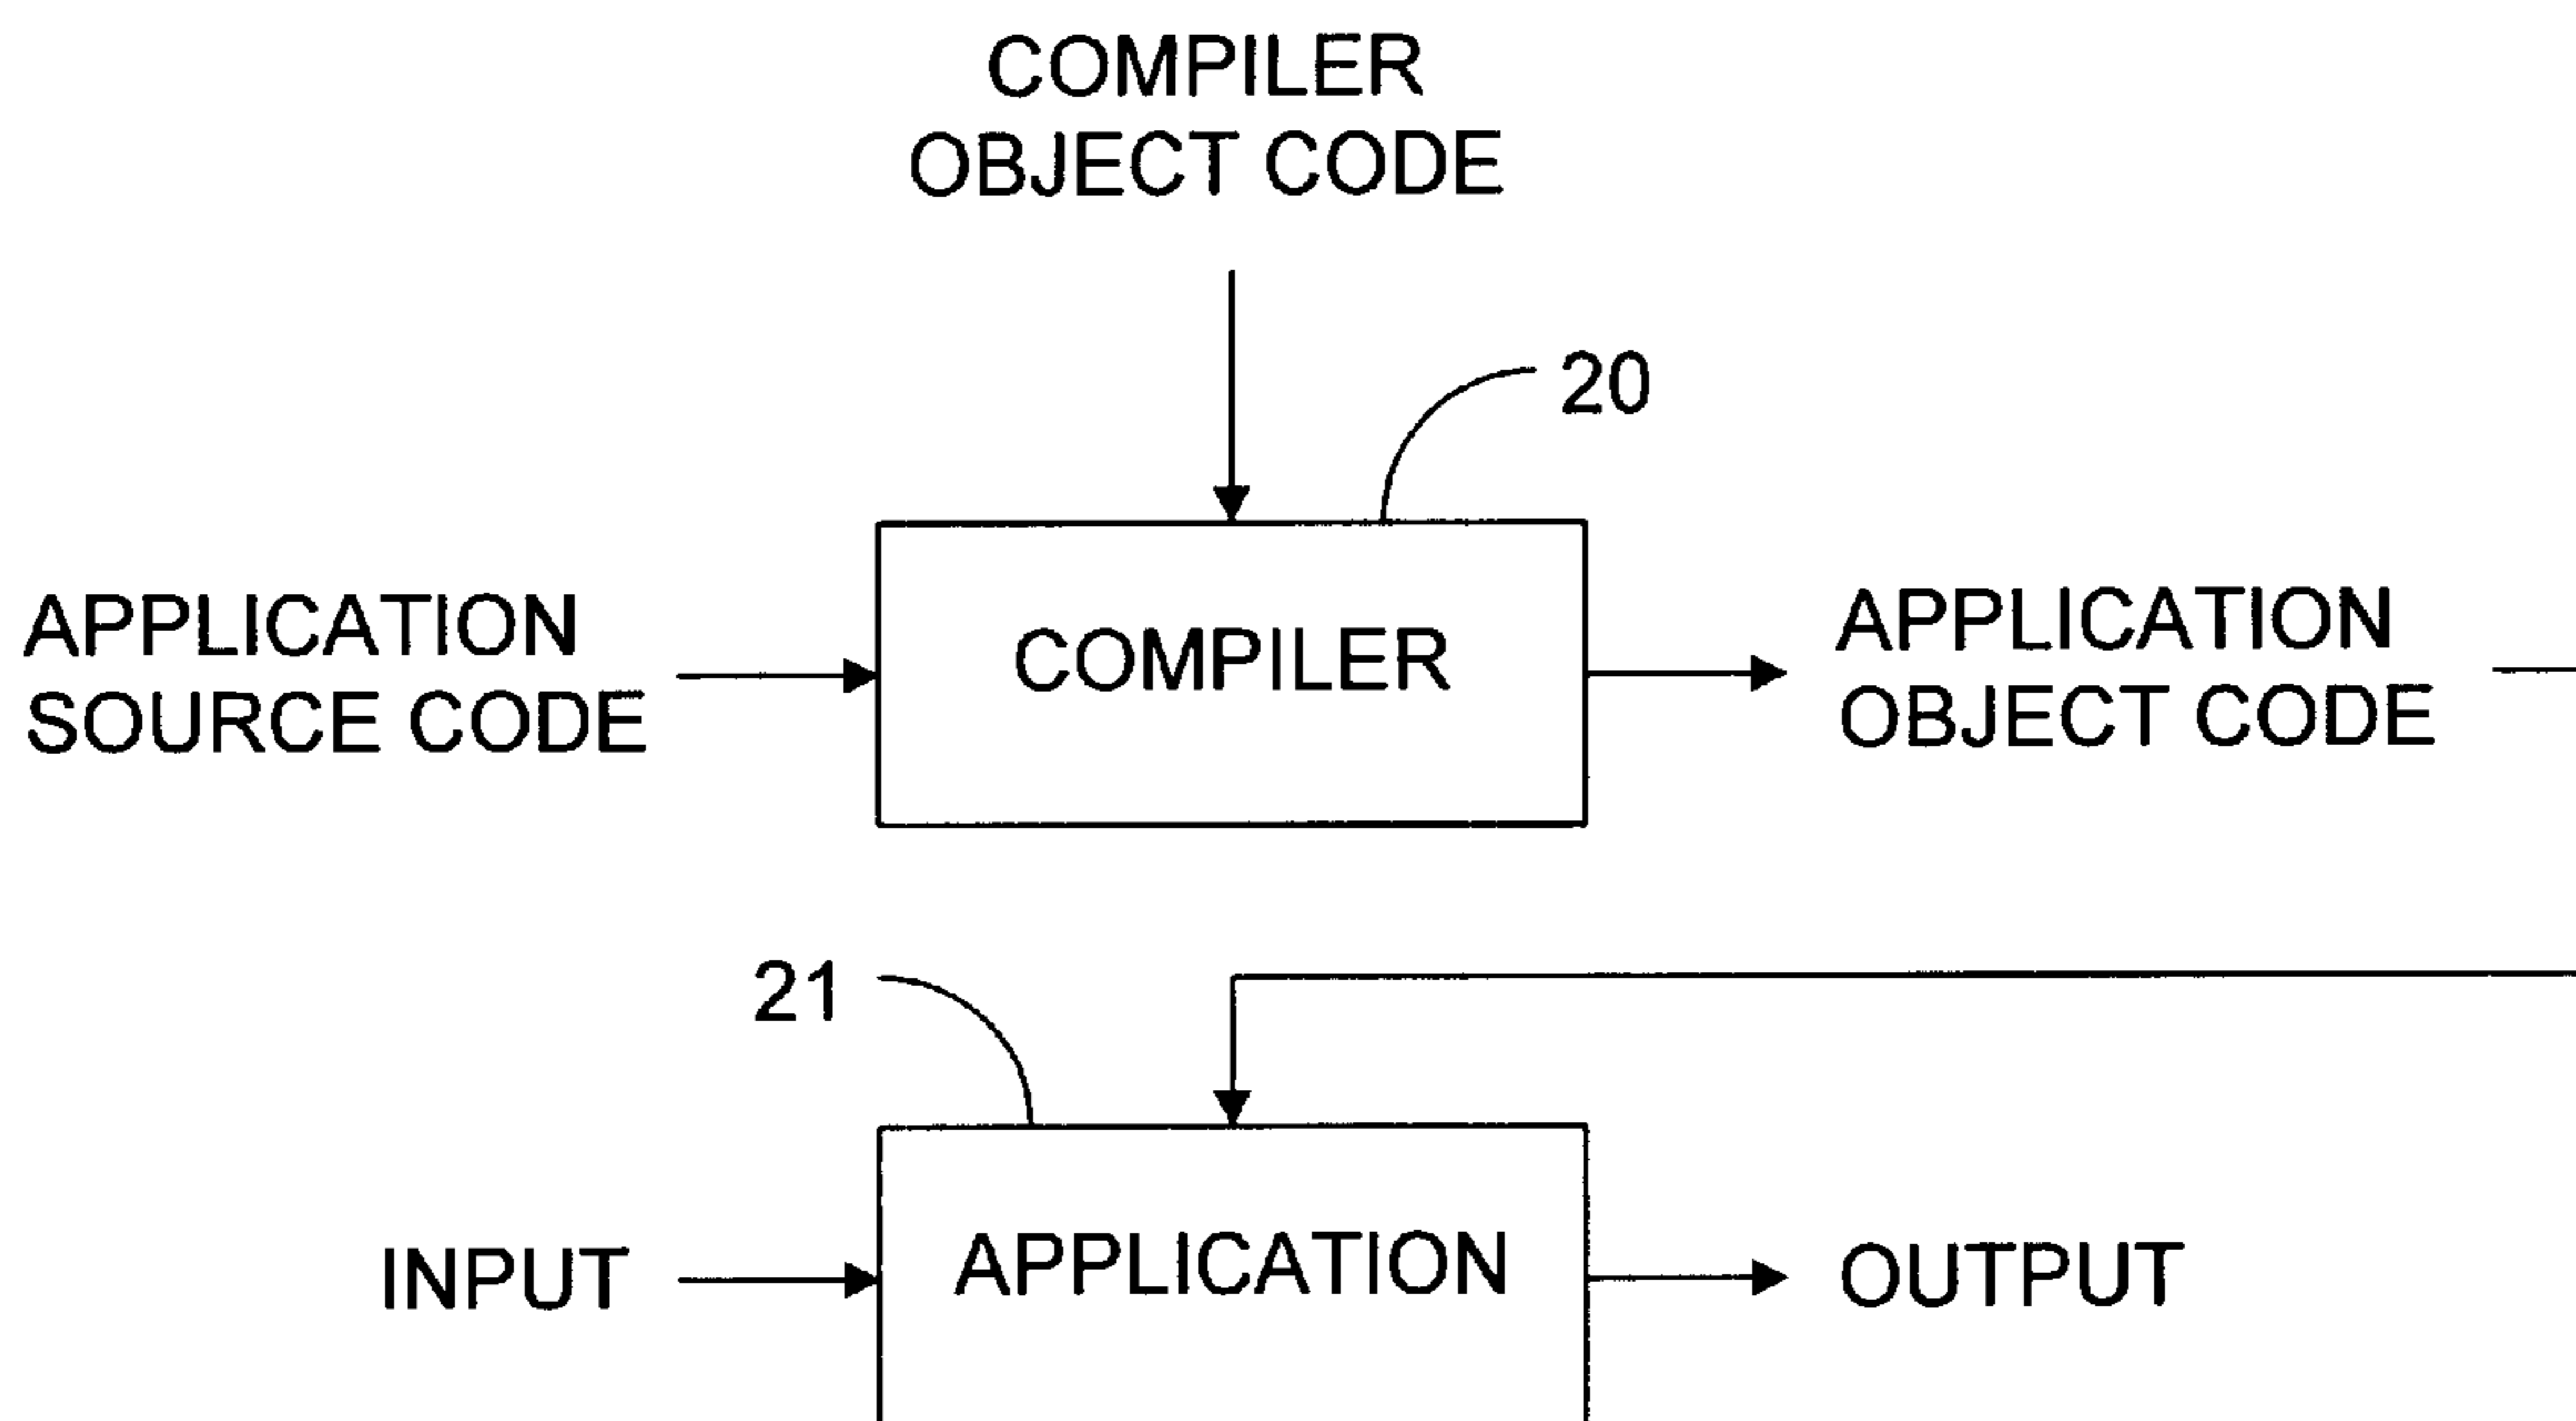 COMPILER
OBJECT CODE
20
APPLICATION
SOURCE CODE
COMPILER
APPLICATION
OBJECT CODE
21
INPUT
APPLICATION
OUTPUT